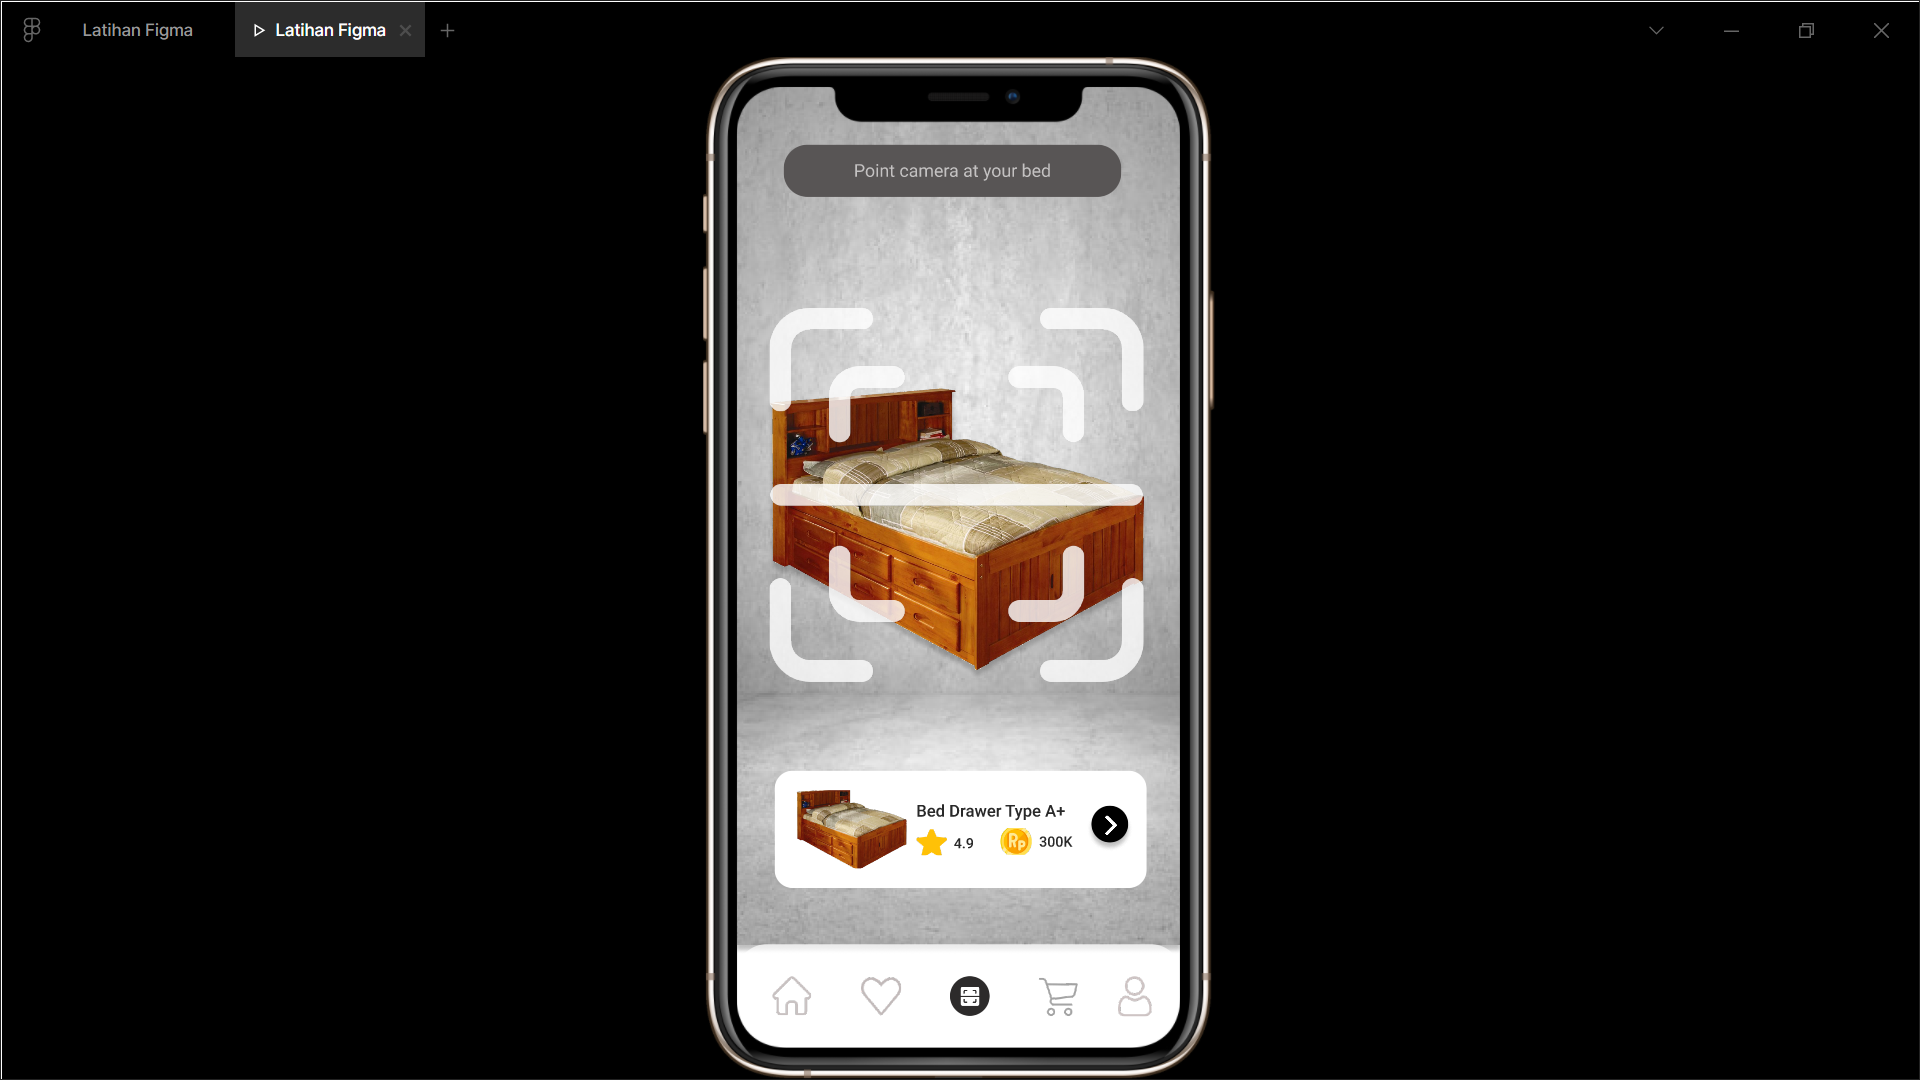 Latihan Figma
Latihan Figma
Point camera at your bed
Bed Drawer Type A+
4.9
Rp
300K